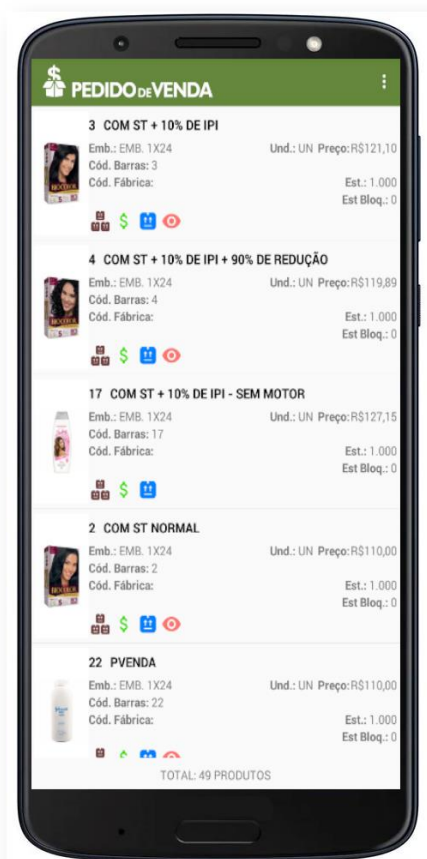 PEDIDO DE VENDA
3 COM ST + 10% DE IPI
Emb.: EMB. 1X24 Und.: UN Preço: R$121,10
Cód. Barras: 3
Cód. Fábrica: Est.: 1.000
Est Bloq.: 0
4 COM ST + 10% DE IPI + 90% DE REDUÇÃO
Emb.: EMB. 1X24 Und.: UN Preço: R$119,89
Cód. Barras: 4
Cód. Fábrica: Est.: 1.000
Est Bloq.: 0
17 COM ST + 10% DE IPI - SEM MOTOR
Emb.: EMB. 1X24 Und.: UN Preço: R$127,15
Cód. Barras: 17
Cód. Fábrica: Est.: 1.000
Est Bloq.: 0
2 COM ST NORMAL
Emb.: EMB. 1X24 Und.: UN Preço: R$110,00
Cód. Barras: 2
Cód. Fábrica: Est.: 1.000
Est Bloq.: 0
22 PVENDA
Emb.: EMB. 1X24 Und.: UN Preço: R$110,00
Cód. Barras: 22
Cód. Fábrica: Est.: 1.000
Est Bloq.: 0
TOTAL: 49 PRODUTOS